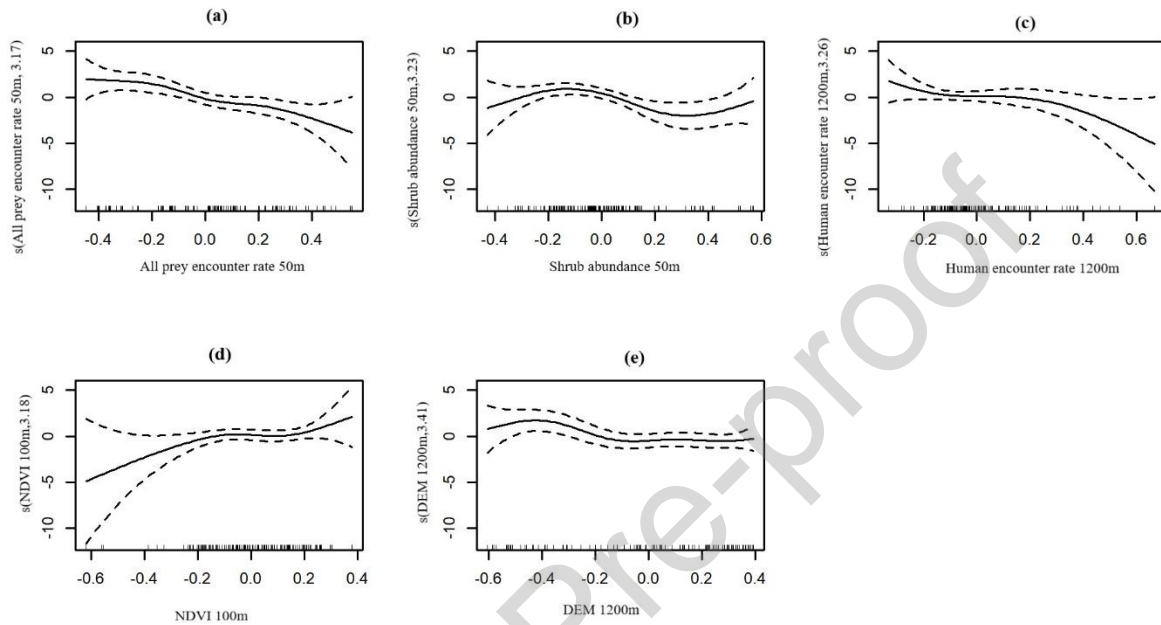 (a)
(b)
(c)
s(All prey encounter rate 50m, 3.17)
5
0
-5
-10
-0.4 -0.2 0.0 0.2 0.4
All prey encounter rate 50m
s(Shrub abundance 50m,3.23)
5
0
-5
-10
-0.4 -0.2 0.0 0.2 0.4 0.6
Shrub abundance 50m
s(Human encounter rate 1200m,3.26)
5
0
-5
-10
-0.2 0.0 0.2 0.4 0.6
Human encounter rate 1200m
(d)
(e)
s(NDVI 100m,3.18)
5
0
-5
-10
-0.6 -0.4 -0.2 0.0 0.2 0.4
NDVI 100m
s(DEM 1200m,3.41)
5
0
-5
-10
-0.6 -0.4 -0.2 0.0 0.2 0.4
DEM 1200m
Pre-proof